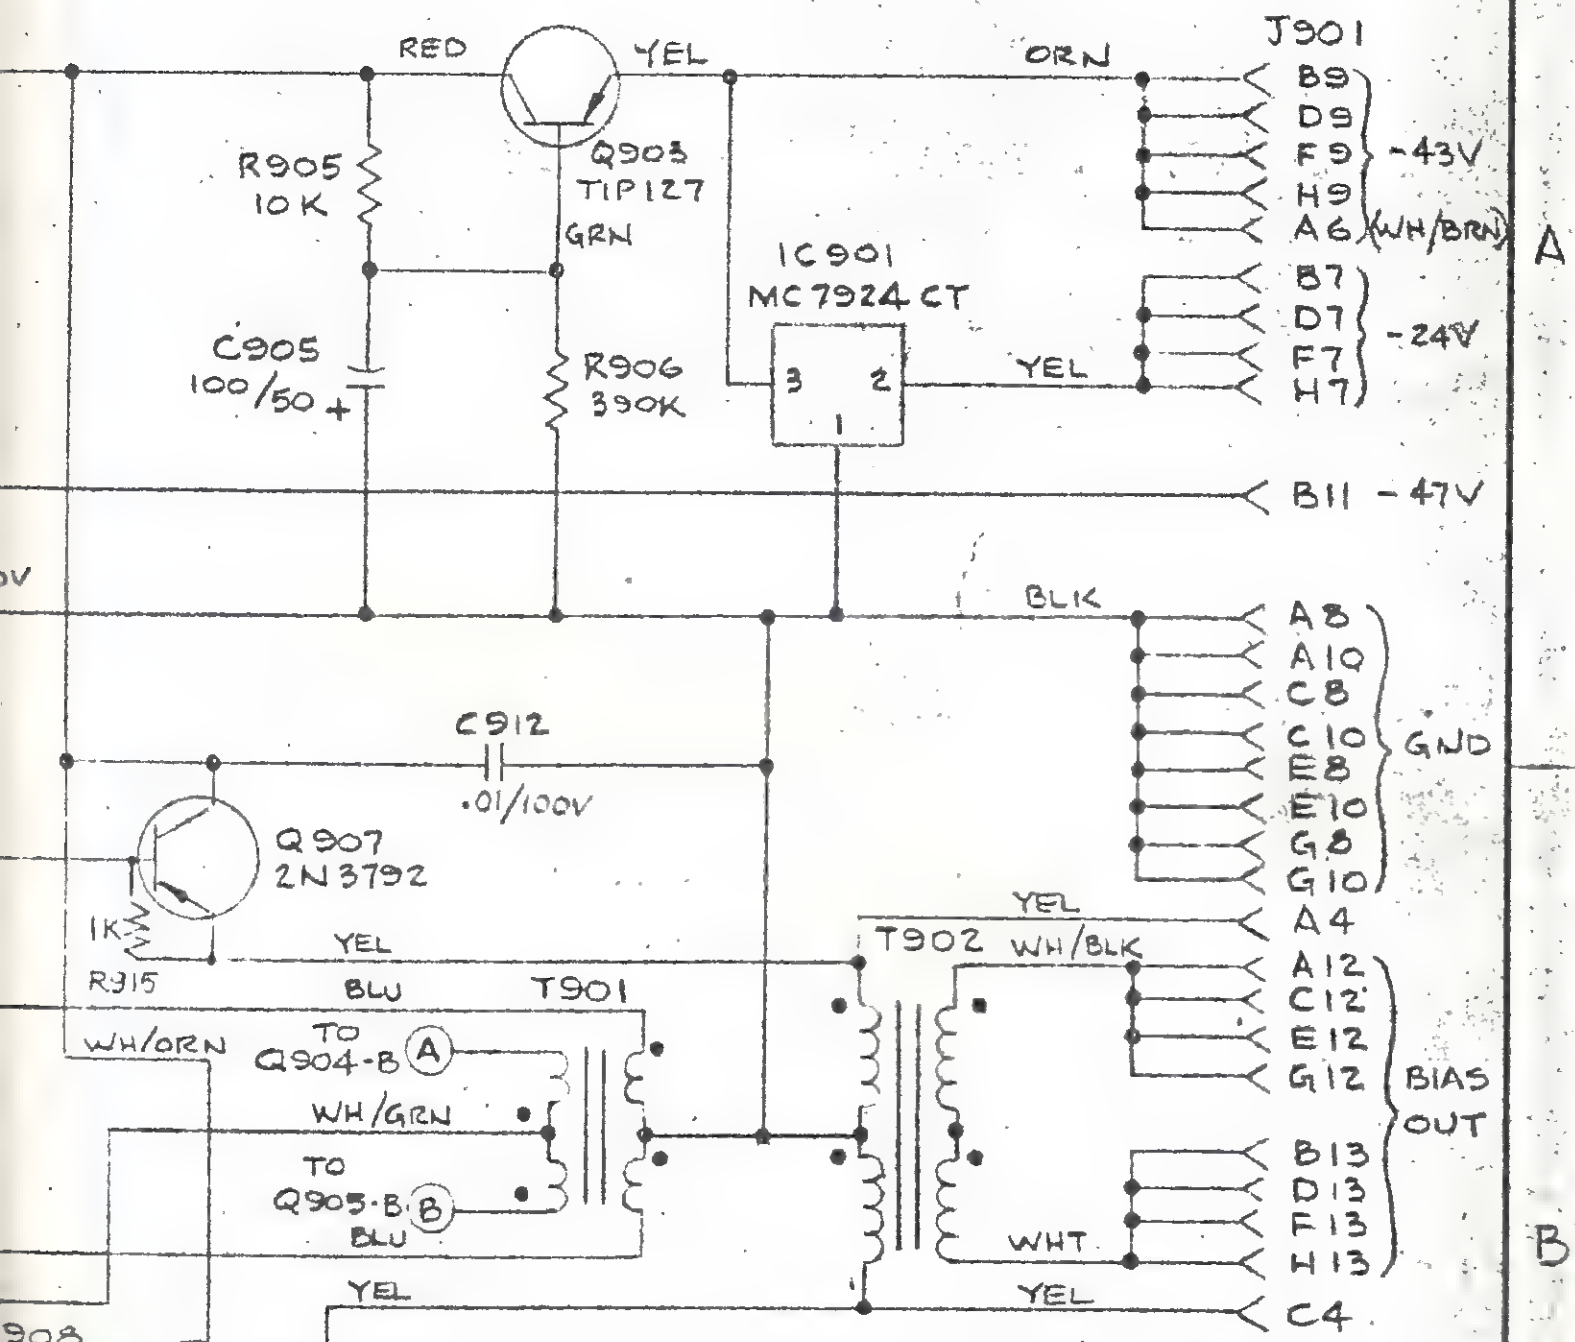 J901
RED
YEL
ORN
B9
D9
F9
H9
A6
-43V
(WH/BRN)
A
R905
10K
Q903
TIP127
GRN
IC901
MC7924CT
B7
D7
F7
H7
-24V
C905
100/50 +
R906
390K
3
2
1
YEL
B11 -47V
BLK
A8
A10
C8
C10
E8
E10
G8
G10
GND
C912
.01/100V
Q907
2N3792
1K
R915
YEL
YEL
A4
T902
WH/BLK
A12
C12
E12
G12
BLU
T901
WH/ORN
TO
Q904-B
A
WH/GRN
TO
Q905-B
B
BLU
BIAS
OUT
B13
D13
F13
H13
WHT
B
YEL
YEL
C4
908